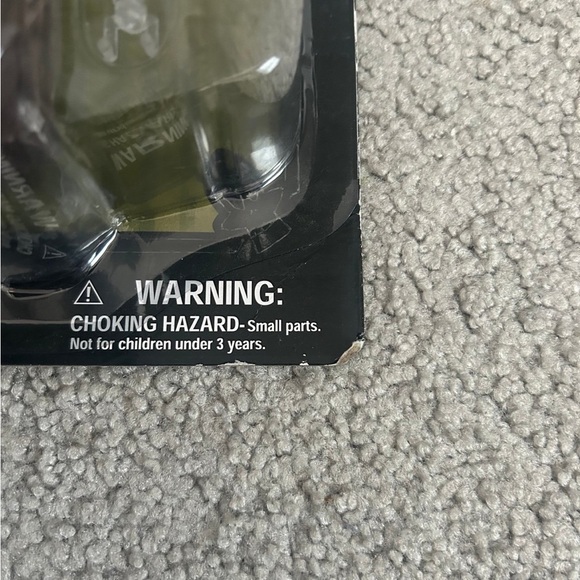 ⚠ WARNING:
CHOKING HAZARD- Small parts.
Not for children under 3 years.